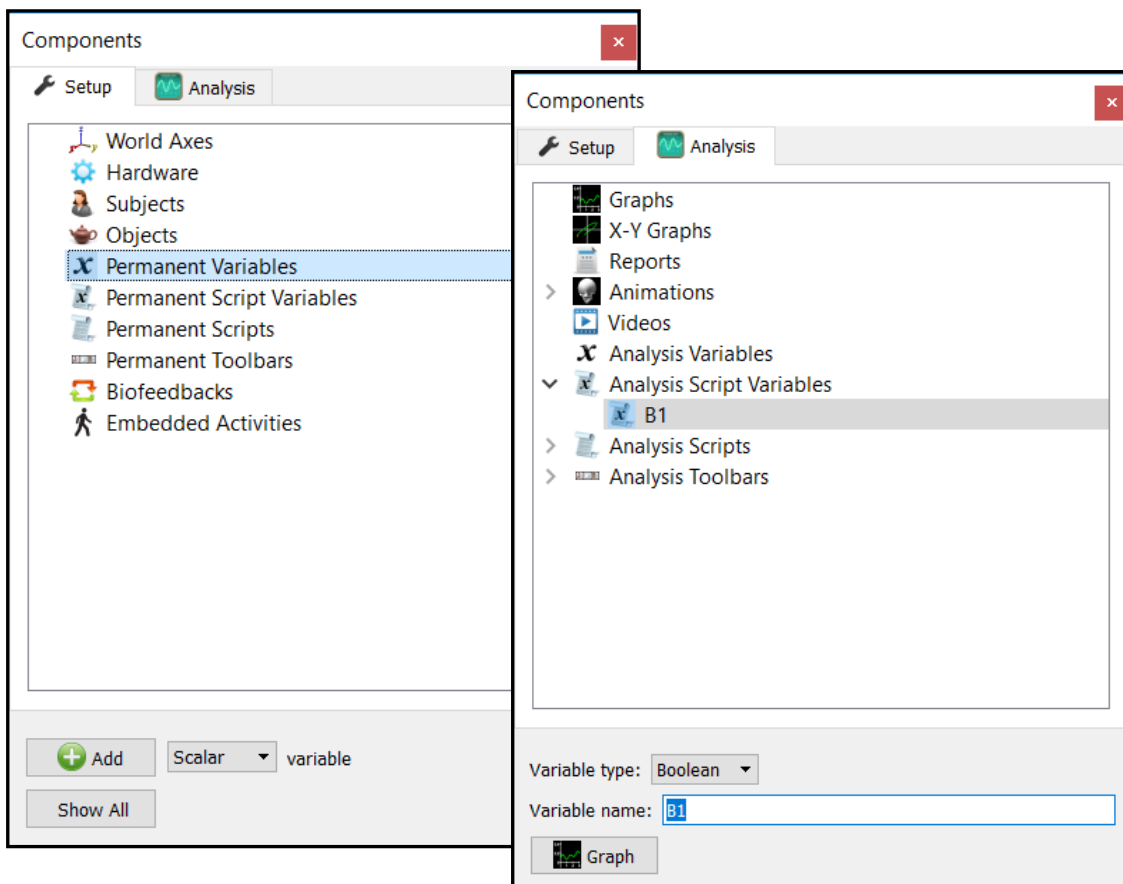 Components
Setup
Analysis
World Axes
Hardware
Subjects
Objects
Permanent Variables
Permanent Script Variables
Permanent Scripts
Permanent Toolbars
Biofeedbacks
Embedded Activities
Add Scalar variable
Show All
Components
Setup
Analysis
Graphs
X-Y Graphs
Reports
Animations
Videos
Analysis Variables
Analysis Script Variables
B1
Analysis Scripts
Analysis Toolbars
Variable type: Boolean
Variable name: B1
Graph